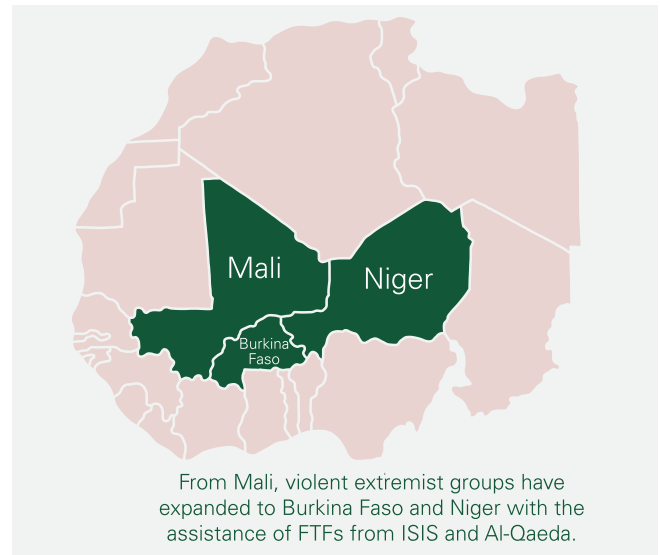 Mali
Niger
Burkina
Faso
From Mali, violent extremist groups have
expanded to Burkina Faso and Niger with the
assistance of FTFs from ISIS and Al-Qaeda.